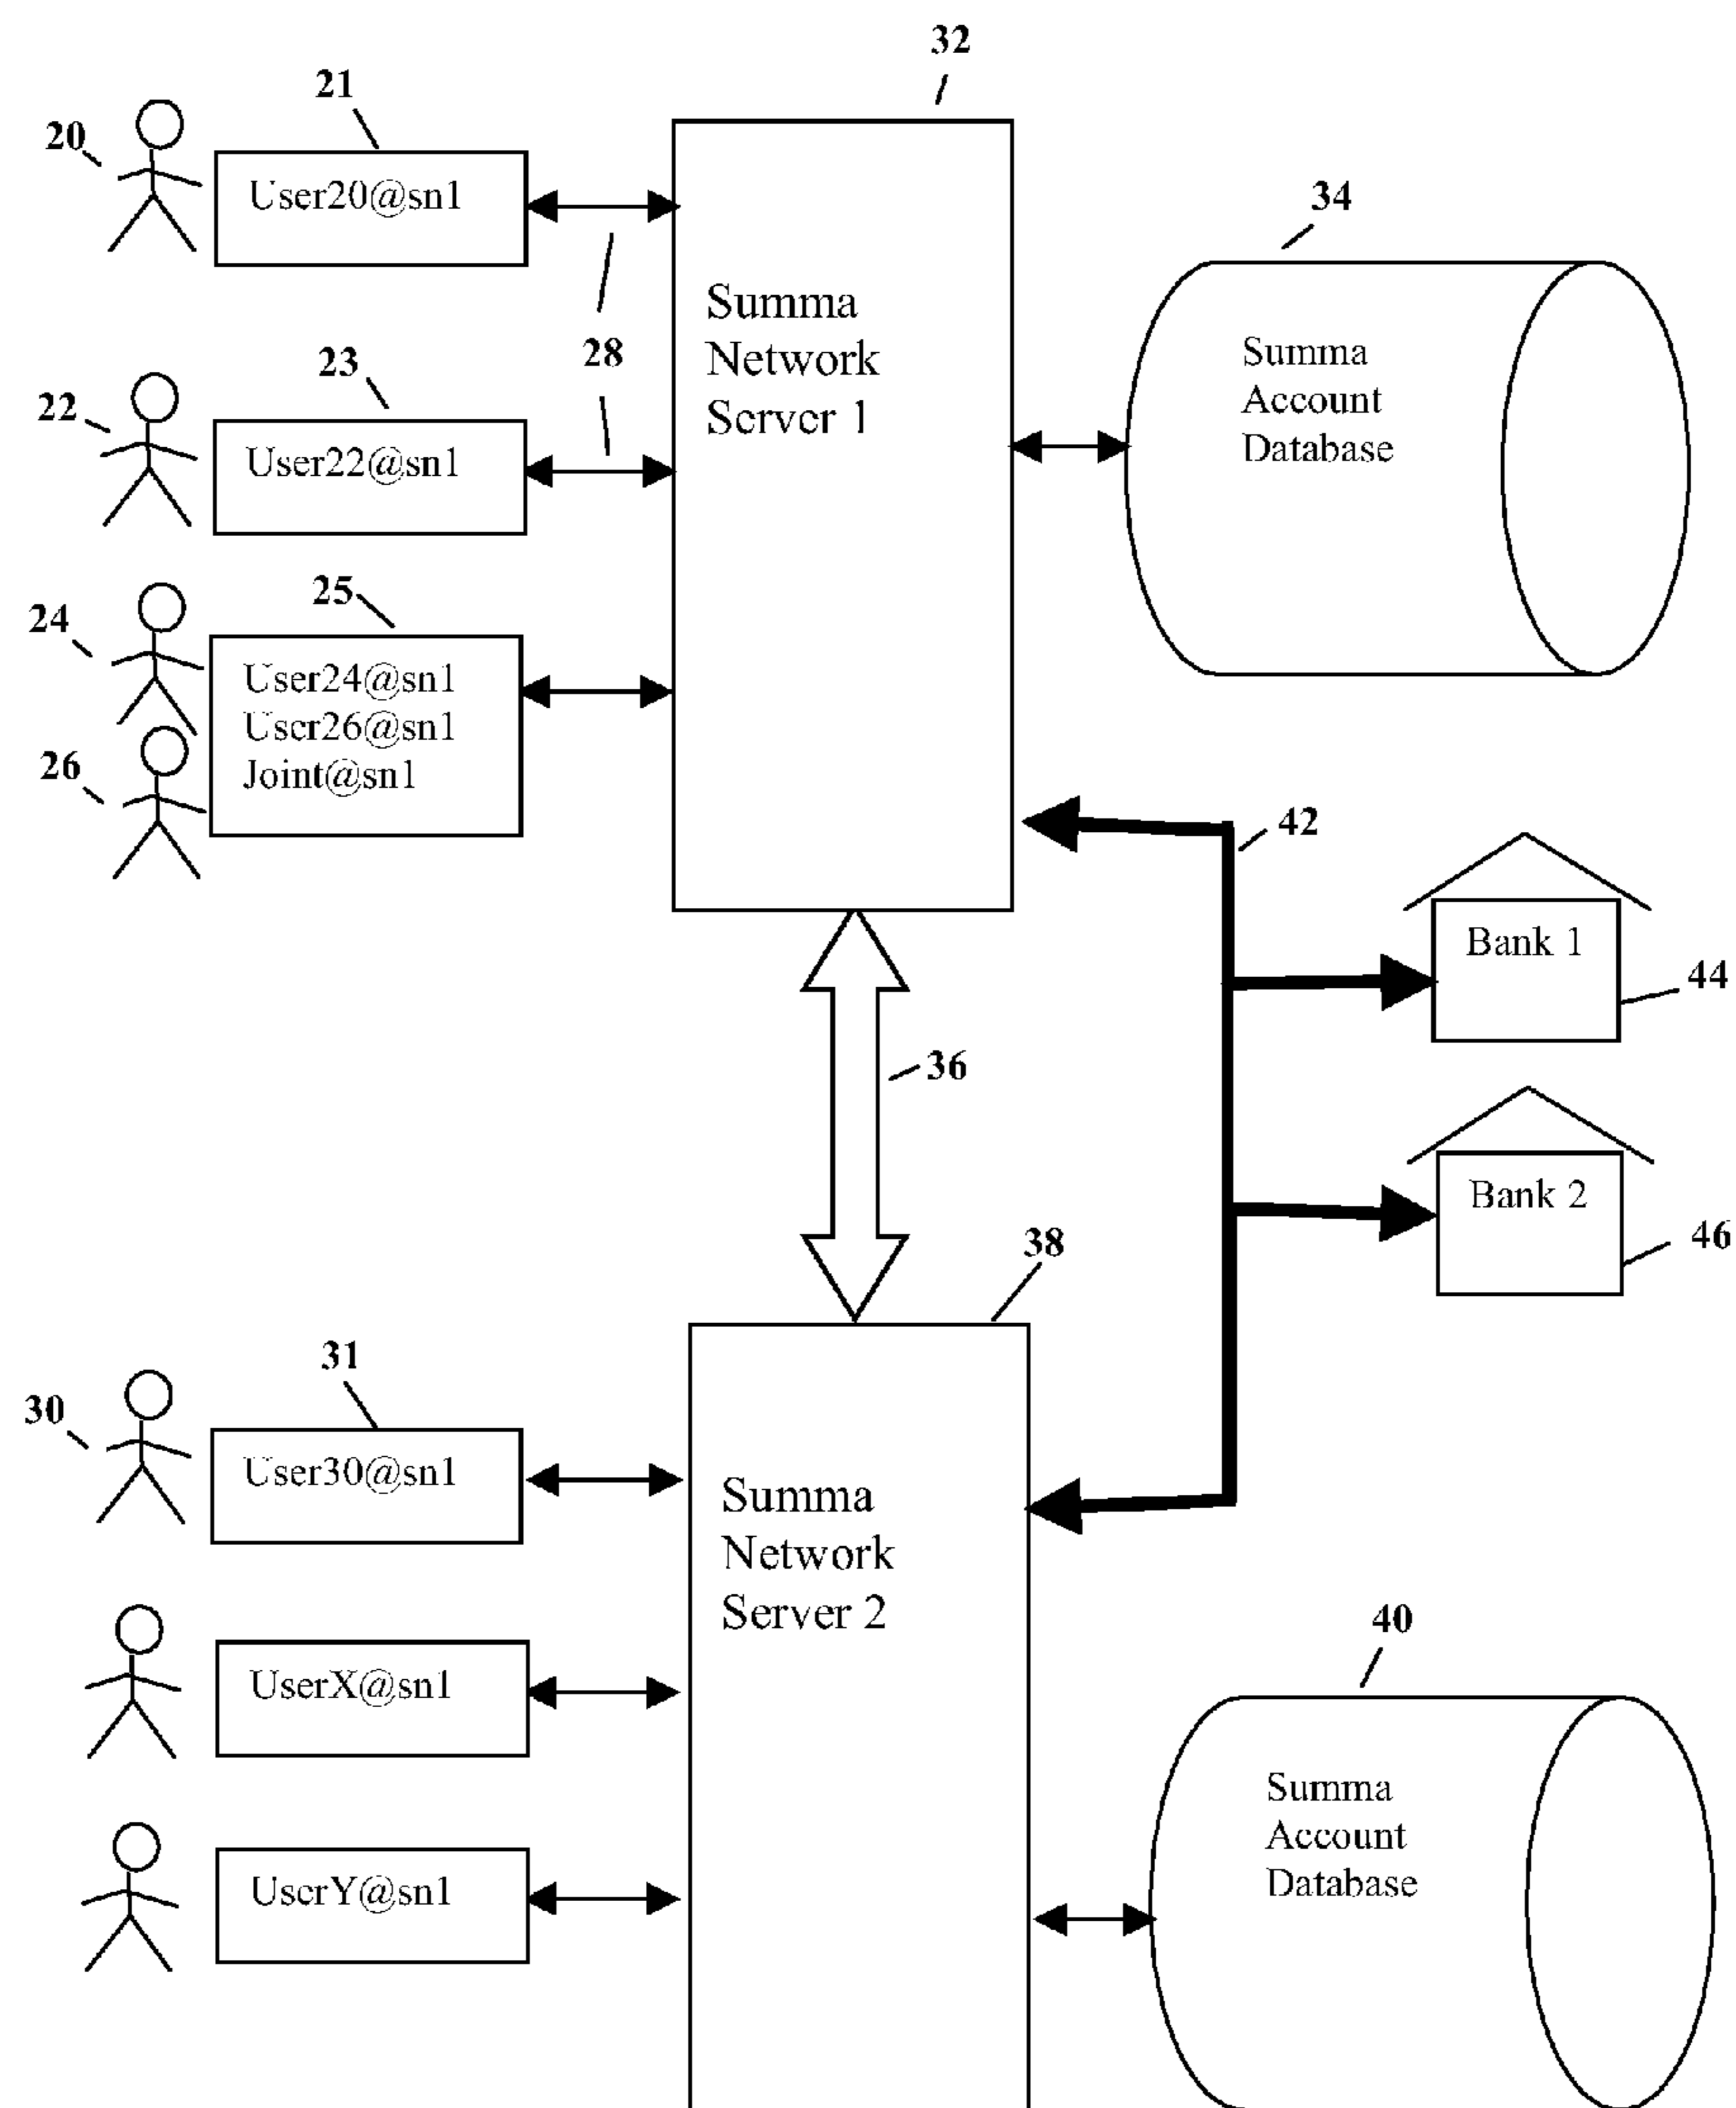 32
21
20
User20@sn1
34
28
Summa
Network
Server 1
Summa
Account
Database
23
22
User22@sn1
25
24
User24@sn1
User26@sn1
Joint@sn1
26
42
Bank 1
44
36
Bank 2
46
38
31
30
User30@sn1
Summa
Network
Server 2
UserX@sn1
40
UserY@sn1
Summa
Account
Database